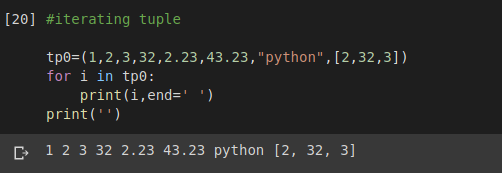 [20] #iterating tuple
tp0=(1,2,3,32,2.23,43.23,"python",[2,32,3])
for i in tp0:
    print(i,end=' ')
print('')
1 2 3 32 2.23 43.23 python [2, 32, 3]